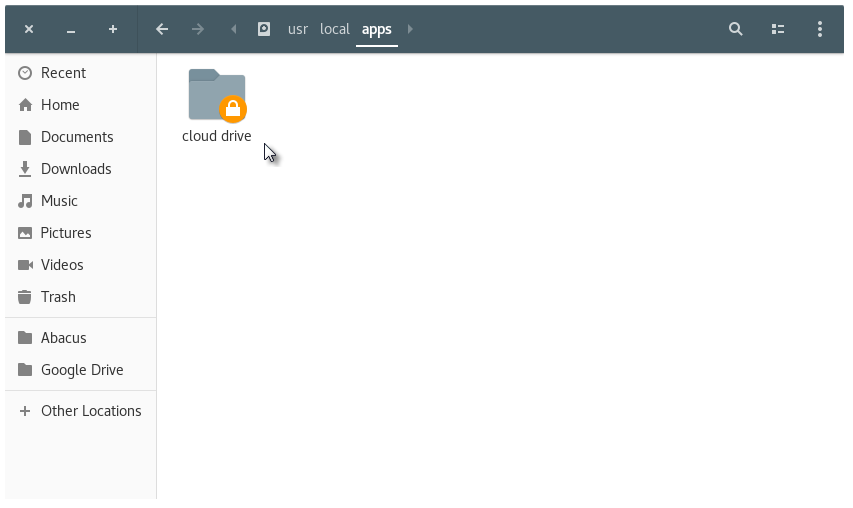 usr local apps
Recent
Home
Documents
Downloads
Music
Pictures
Videos
Trash
Abacus
Google Drive
Other Locations
cloud drive